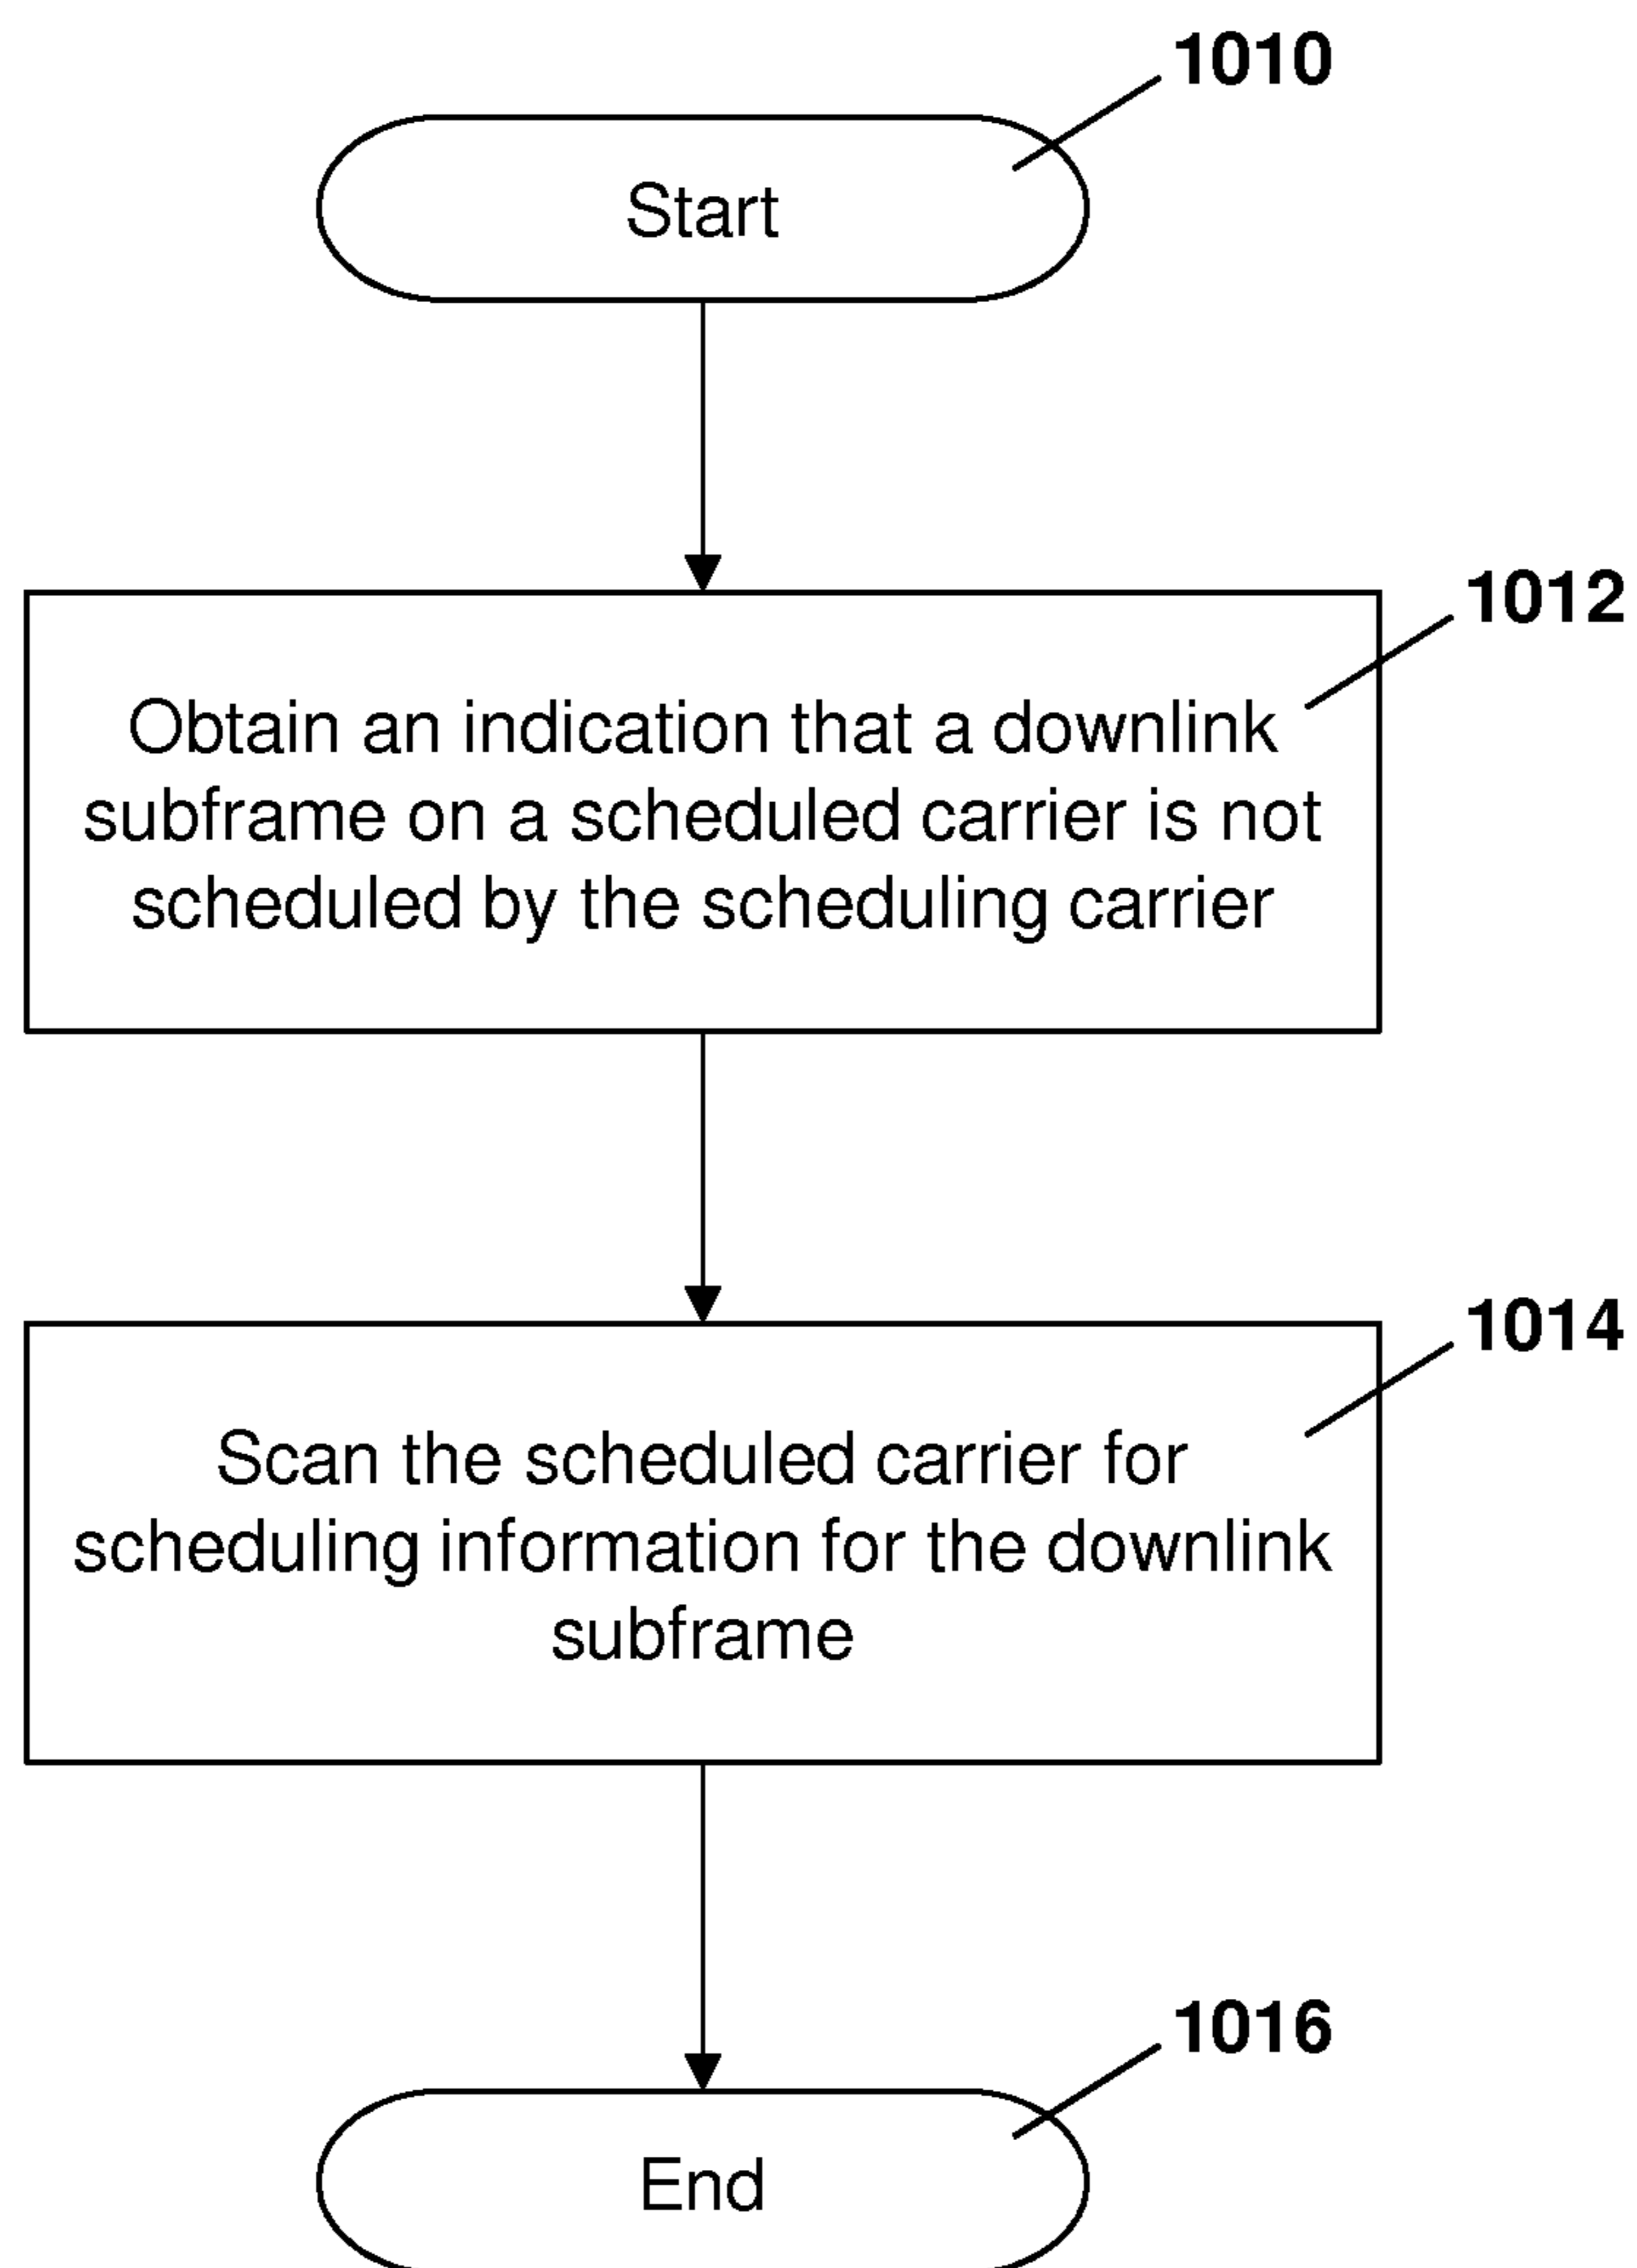 1010
Start
1012
Obtain an indication that a downlink
subframe on a scheduled carrier is not
scheduled by the scheduling carrier
1014
Scan the scheduled carrier for
scheduling information for the downlink
subframe
1016
End